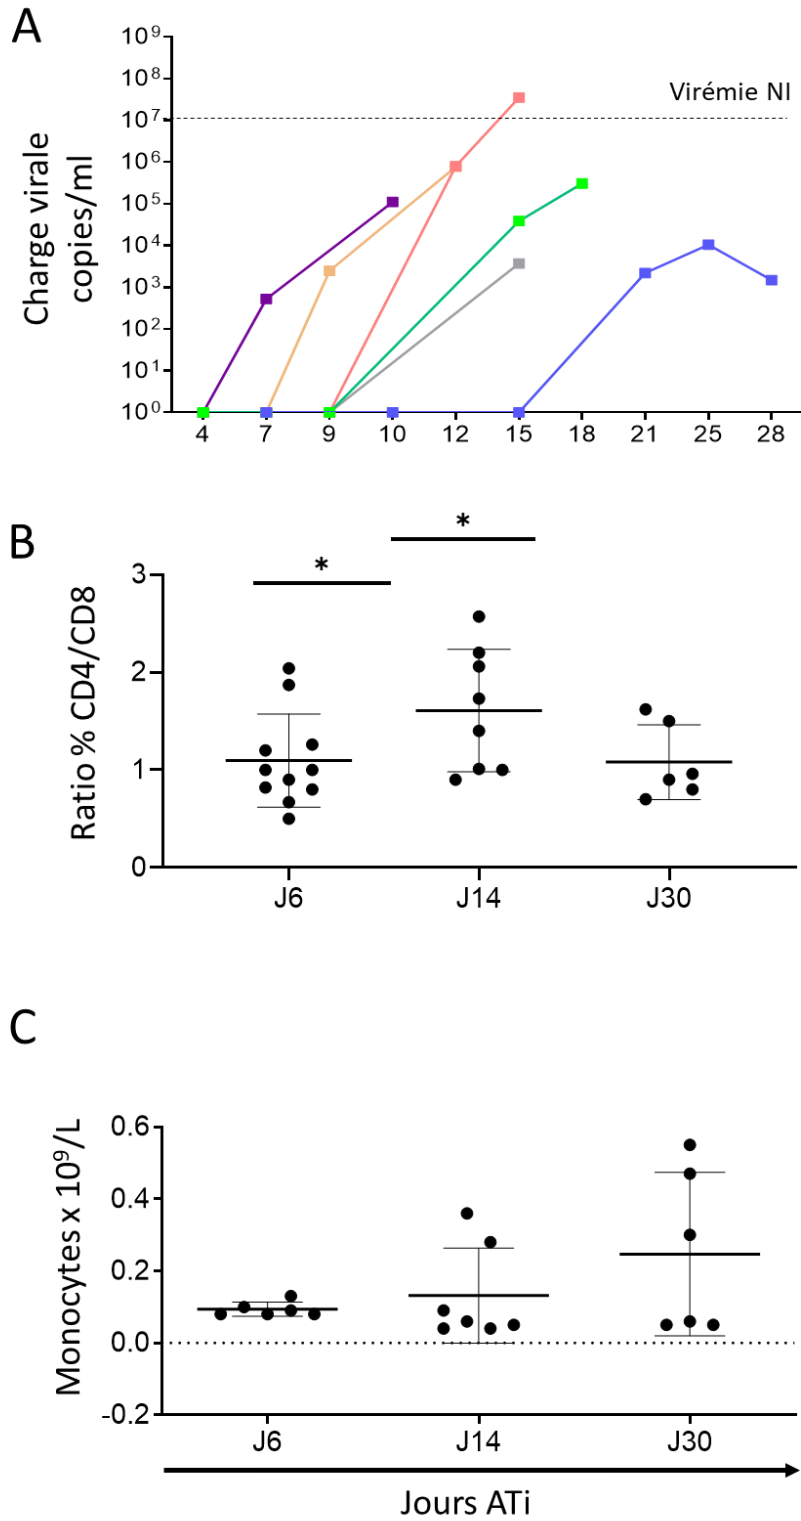 A
10⁹
10⁸
10⁷
10⁶
10⁵
10⁴
10³
10²
10¹
10⁰
Charge virale
copies/ml
Virémie NI
4 7 9 10 12 15 18 21 25 28
B
* *
3
2
1
0
Ratio % CD4/CD8
J6 J14 J30
C
0.6
0.4
0.2
0.0
-0.2
Monocytes x 10⁹/L
J6 J14 J30
Jours ATi